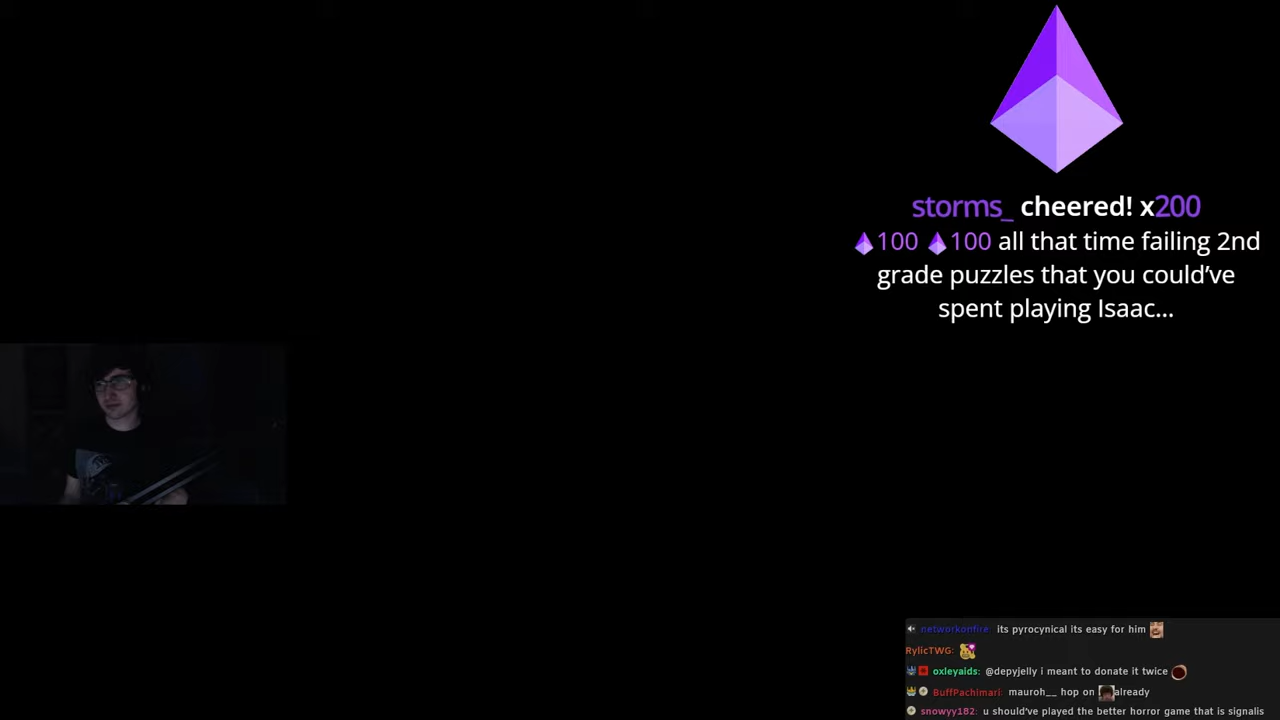 storms_ cheered! x200
100 100 all that time failing 2nd
grade puzzles that you could've
spent playing Isaac...
networkonfire: its pyrocynical its easy for him
RylicTWG:
oxleyaids: @depyjelly i meant to donate it twice
BuffPachimari: mauroh__ hop on already
snowyy182: u should've played the better horror game that is signalis